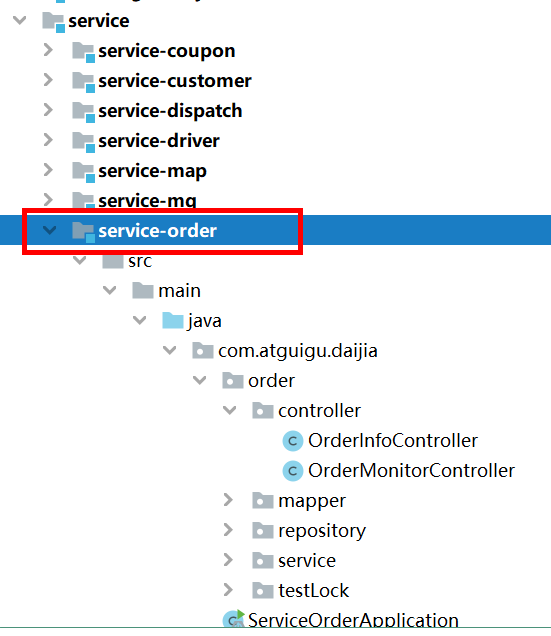 service
service-coupon
service-customer
service-dispatch
service-driver
service-map
service-mq
service-order
src
main
java
com.atguigu.daijia
order
controller
C OrderInfoController
C OrderMonitorController
mapper
repository
service
testLock
ServiceOrderApplication